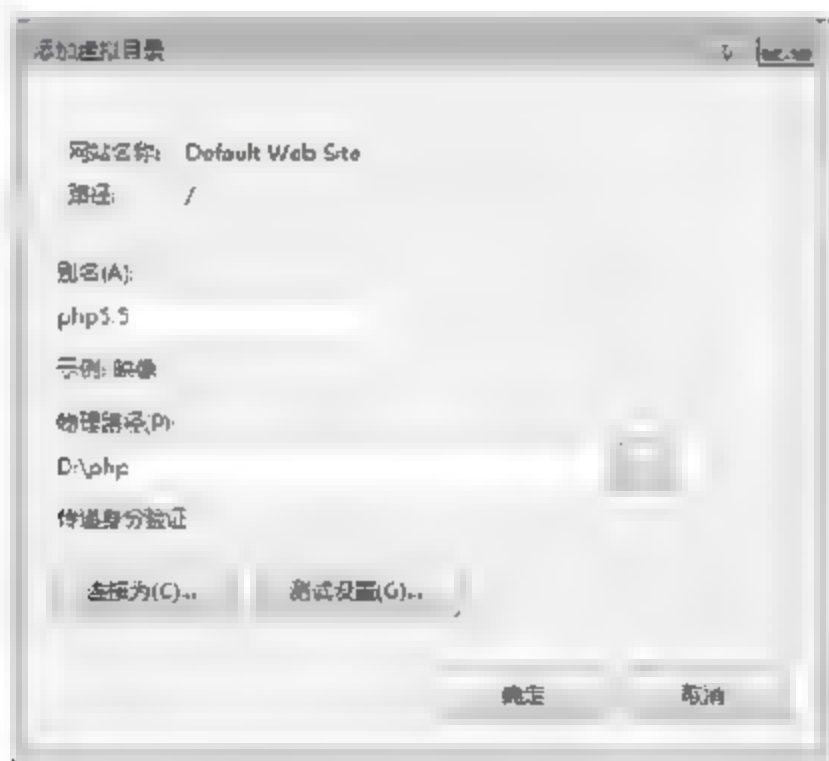 添加虚拟目录
网站名称: Default Web Site
路径: /
别名(A):
php5.5
示例: 映像
物理路径(P):
D:\php
传递身份验证
连接为(C)... 测试设置(G)...
确定 取消